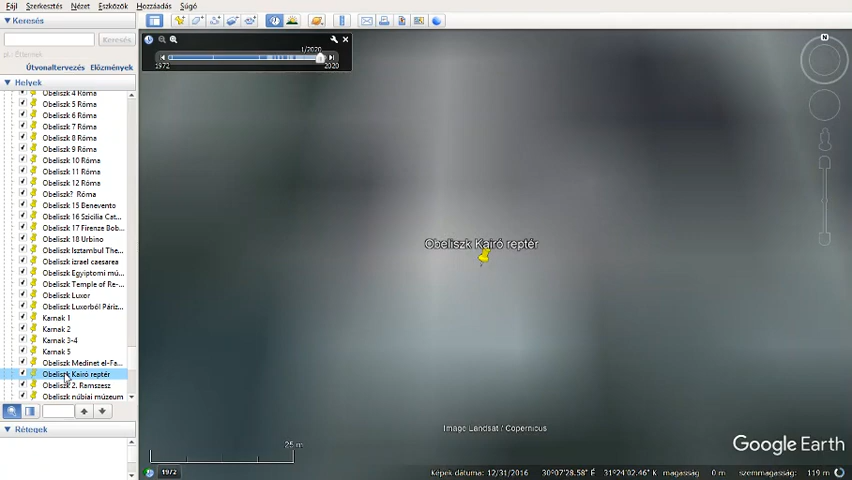 Fájl Szerkesztés Nézet Eszközök Hozzáadás Súgó
Keresés
Keresés
Útvonaltervezés Előzmények
Helyek
Obeliszk 4 Róma
Obeliszk 5 Róma
Obeliszk 6 Róma
Obeliszk 7 Róma
Obeliszk 8 Róma
Obeliszk 9 Róma
Obeliszk 10 Róma
Obeliszk 11 Róma
Obeliszk 12 Róma
Obeliszk? Róma
Obeliszk 15 Benevento
Obeliszk 16 Szicília Cat...
Obeliszk 17 Firenze Bob...
Obeliszk 18 Urbino
Obeliszk Isztambul The...
Obeliszk izrael caesarea
Obeliszk Egyiptomi mú...
Obeliszk Temple of Re-...
Obeliszk Luxor
Obeliszk Luxorból Páriz...
Karnak 1
Karnak 2
Karnak 3-4
Karnak 5
Obeliszk Medinet el-Fa...
Obeliszk Kairó reptér
Obeliszk 2. Ramszesz
Obeliszk núbiai múzeum
Rétegek
1/2020
1972
2020
N
Obeliszk Kairó reptér
Image Landsat / Copernicus
Google Earth
25 m
1972
Képek dátuma: 12/31/2016 30°07'28.58" É 31°24'02.46" K magasság 0 m szemmagasság: 119 m